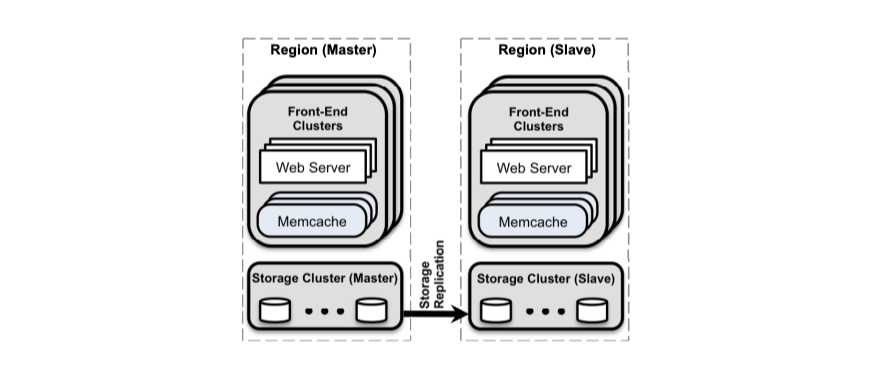 Region (Master)
Front-End
Clusters
Web Server
Memcache
Storage Cluster (Master)
Storage
Replication
Region (Slave)
Front-End
Clusters
Web Server
Memcache
Storage Cluster (Slave)